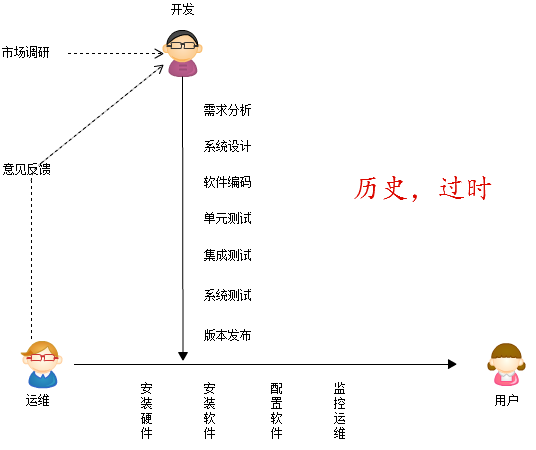 开发
市场调研
需求分析
系统设计
意见反馈
软件编码
历史，过时
单元测试
集成测试
系统测试
版本发布
运维
用户
安装硬件
安装软件
配置软件
监控运维